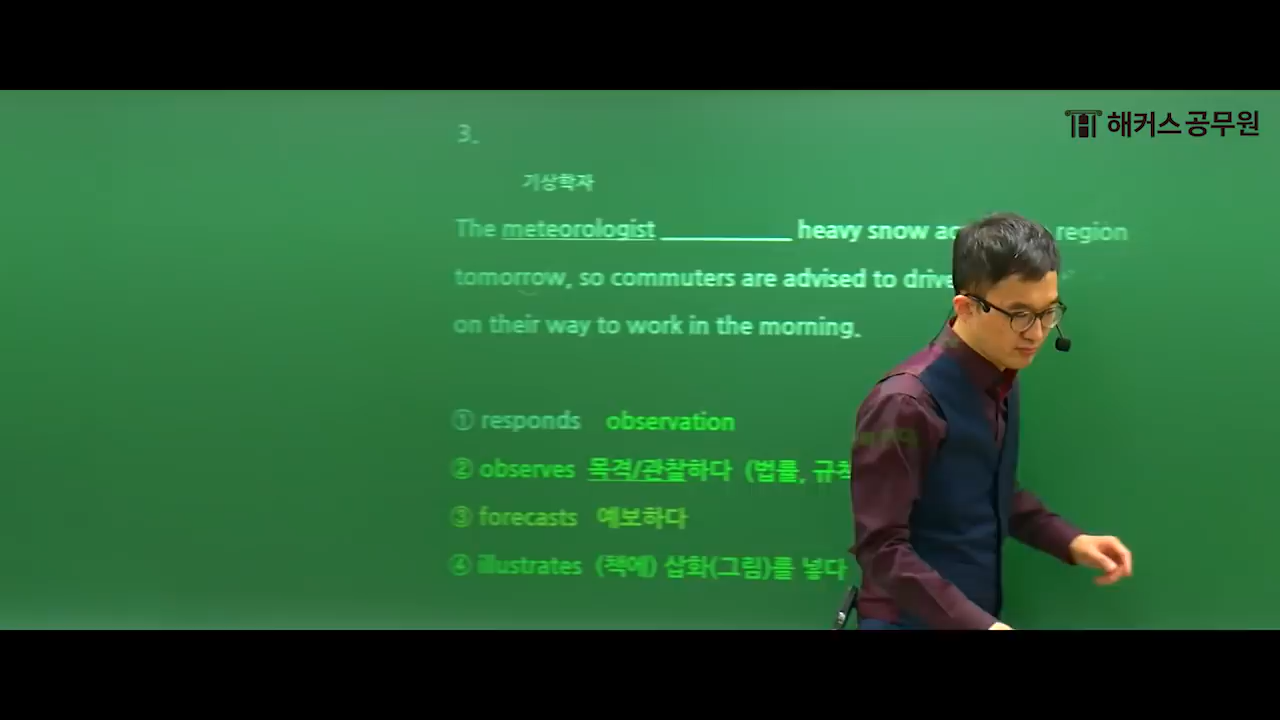 해커스공무원
3.
기상학자
The meteorologist __________ heavy snow region
tomorrow, so commuters are advised to drive
on their way to work in the morning.
① responds observation
② observes 목격/관찰하다 (법률, 규칙
③ forecasts 예보하다
④ illustrates (책에) 삽화(그림)를 넣다